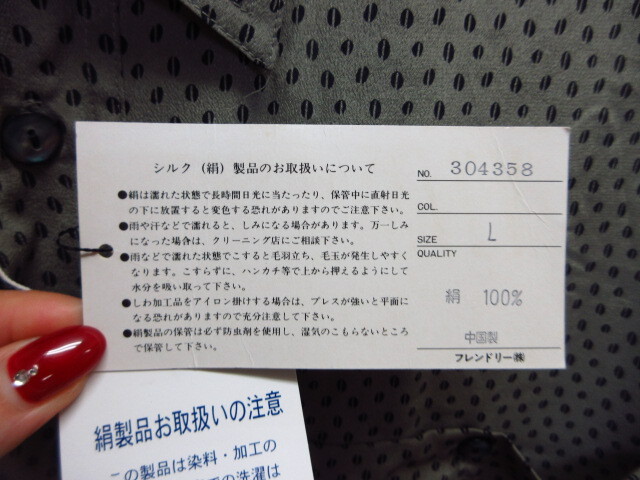 シルク(絹)製品のお取扱いについて
●絹は濡れた状態で長時間日光に当たったり、保管中に直射日光
の下に放置すると変色する恐れがありますのでご注意下さい。
●雨や汗などで濡れると、しみになる場合があります。万一しみ
になった場合は、クリーニング店にご相談下さい。
●雨などで濡れた状態でこすると毛羽立ち、毛玉が発生しやすく
なります。こすらずに、ハンカチ等で上から押えるようにして
水分を吸い取って下さい。
●しわ加工品をアイロン掛けする場合は、プレスが強いと平面に
なる恐れがありますので充分注意して下さい。
●絹製品の保管は必ず防虫剤を使用し、湿気のこもらないところ
で保管して下さい。
NO. 304358
COL.
SIZE L
QUALITY
絹 100%
中国製
フレンドリー(株)
絹製品お取扱いの注意
この製品は染料・加工の
の洗濯は